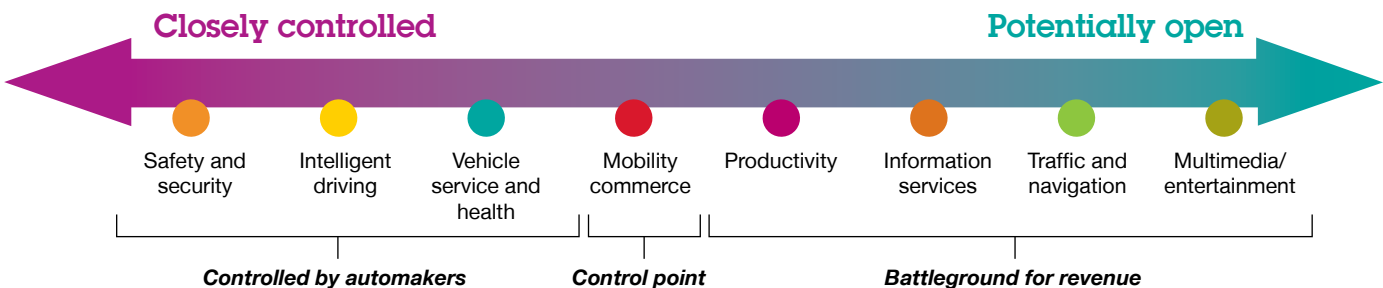 Closely controlled
Potentially open
Safety and
security
Intelligent
driving
Vehicle
service and
health
Mobility
commerce
Productivity
Information
services
Traffic and
navigation
Multimedia/
entertainment
Controlled by automakers
Control point
Battleground for revenue